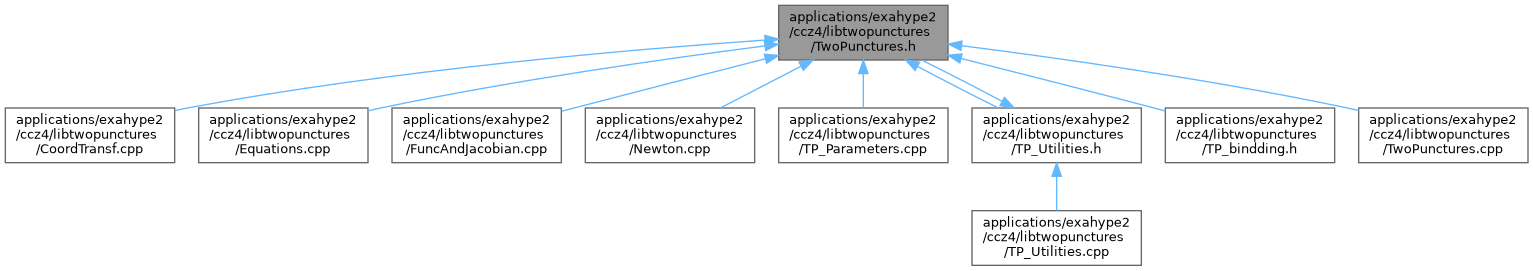 applications/exahype2
/ccz4/libtwopunctures
/TwoPunctures.h
applications/exahype2
/ccz4/libtwopunctures
/CoordTransf.cpp
applications/exahype2
/ccz4/libtwopunctures
/Equations.cpp
applications/exahype2
/ccz4/libtwopunctures
/FuncAndJacobian.cpp
applications/exahype2
/ccz4/libtwopunctures
/Newton.cpp
applications/exahype2
/ccz4/libtwopunctures
/TP_Parameters.cpp
applications/exahype2
/ccz4/libtwopunctures
/TP_Utilities.h
applications/exahype2
/ccz4/libtwopunctures
/TP_bindding.h
applications/exahype2
/ccz4/libtwopunctures
/TwoPunctures.cpp
applications/exahype2
/ccz4/libtwopunctures
/TP_Utilities.cpp